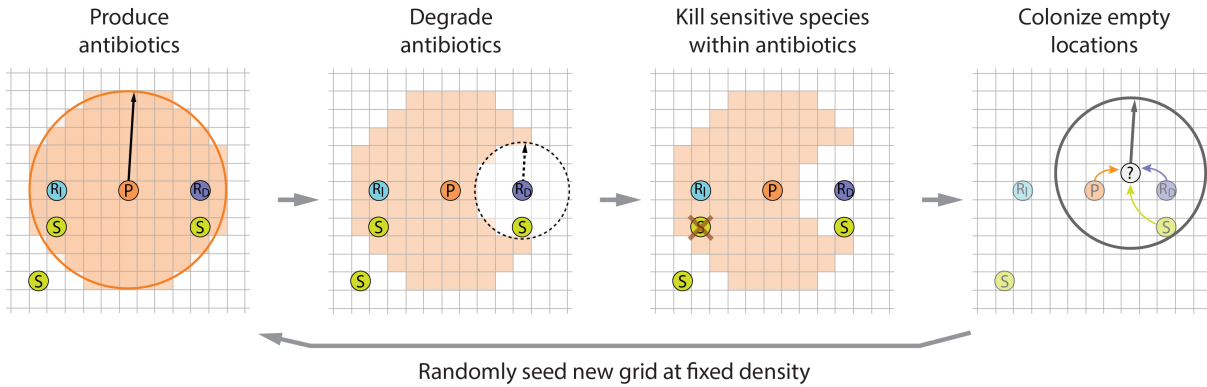 Produce
antibiotics
Degrade
antibiotics
Kill sensitive species
within antibiotics
Colonize empty
locations
RI P RD
S S
S
RI P RD
S S
S
RI P RD
S S
S
?
RI P RD
S
S
Randomly seed new grid at fixed density